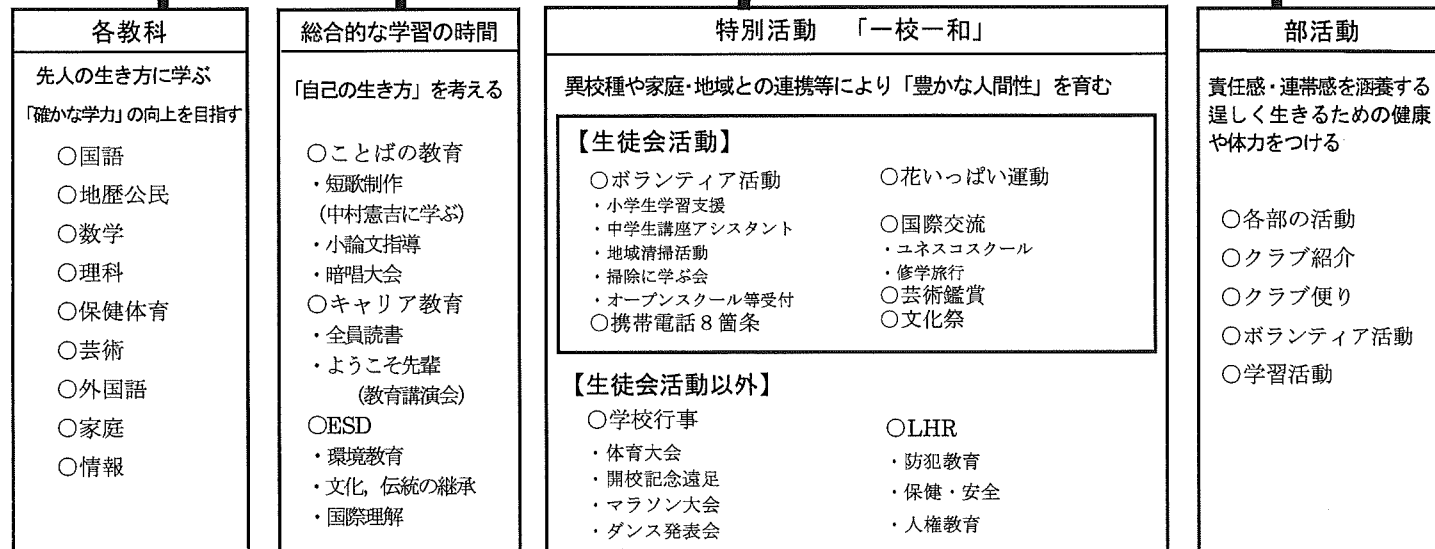 各教科
先人の生き方に学ぶ
「確かな学力」の向上を目指す
○国語
○地歴公民
○数学
○理科
○保健体育
○芸術
○外国語
○家庭
○情報
総合的な学習の時間
「自己の生き方」を考える
○ことばの教育
・短歌制作
(中村憲吉に学ぶ)
・小論文指導
・暗唱大会
○キャリア教育
・全員読書
・ようこそ先輩
(教育講演会)
○ESD
・環境教育
・文化，伝統の継承
・国際理解
特別活動 「一校一和」
異校種や家庭・地域との連携等により「豊かな人間性」を育む
【生徒会活動】
○ボランティア活動
・小学生学習支援
・中学生講座アシスタント
・地域清掃活動
・掃除に学ぶ会
・オープンスクール等受付
○携帯電話８箇条
○花いっぱい運動
○国際交流
・ユネスコスクール
・修学旅行
○芸術鑑賞
○文化祭
【生徒会活動以外】
○学校行事
・体育大会
・開校記念遠足
・マラソン大会
・ダンス発表会
○LHR
・防犯教育
・保健・安全
・人権教育
部活動
責任感・連帯感を涵養する
逞しく生きるための健康
や体力をつける
○各部の活動
○クラブ紹介
○クラブ便り
○ボランティア活動
○学習活動